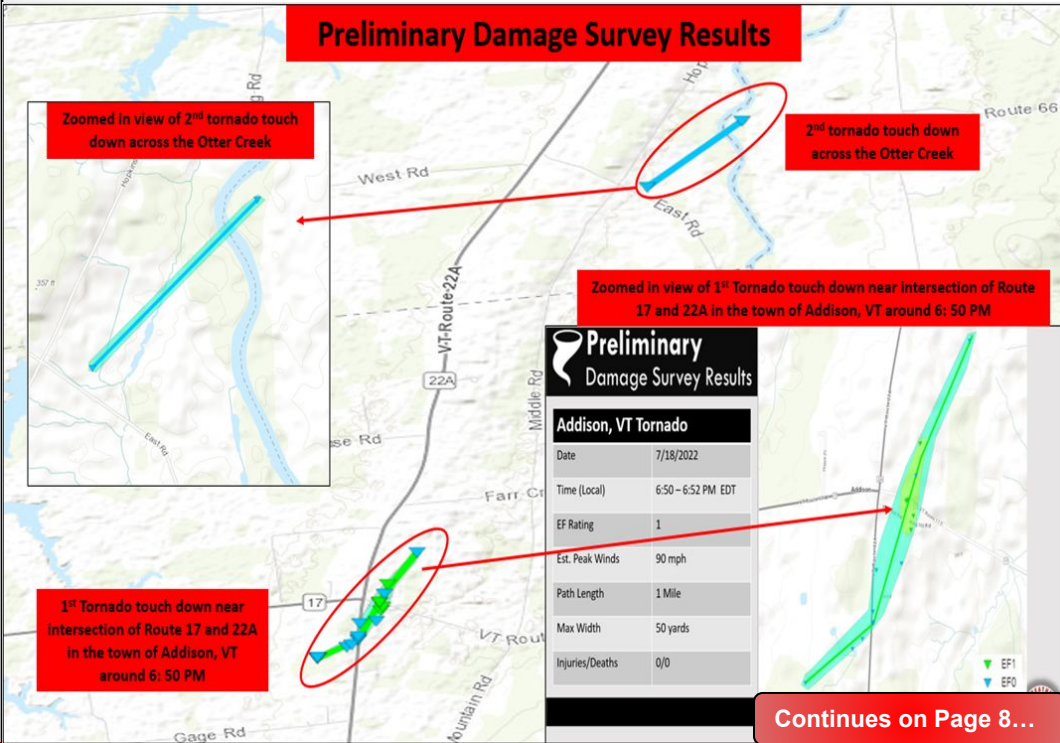 Preliminary Damage Survey Results
Zoomed in view of 2nd tornado touch
down across the Otter Creek
Hopkins
357 ft
East Rd
g Rd
Hop
Route 66
2nd tornado touch down
across the Otter Creek
West Rd
East Rd
VT-Route-22A
22A
Middle Rd
se Rd
Farr Cr
Zoomed in view of 1st Tornado touch down near intersection of Route
17 and 22A in the town of Addison, VT around 6: 50 PM
Preliminary
Damage Survey Results
Addison, VT Tornado
Date 7/18/2022
Time (Local) 6:50 – 6:52 PM EDT
EF Rating 1
Est. Peak Winds 90 mph
Path Length 1 Mile
Max Width 50 yards
Injuries/Deaths 0/0
EF1
EF0
1st Tornado touch down near
intersection of Route 17 and 22A
in the town of Addison, VT
around 6: 50 PM
17
VT Rout
ountain Rd
Gage Rd
Continues on Page 8…